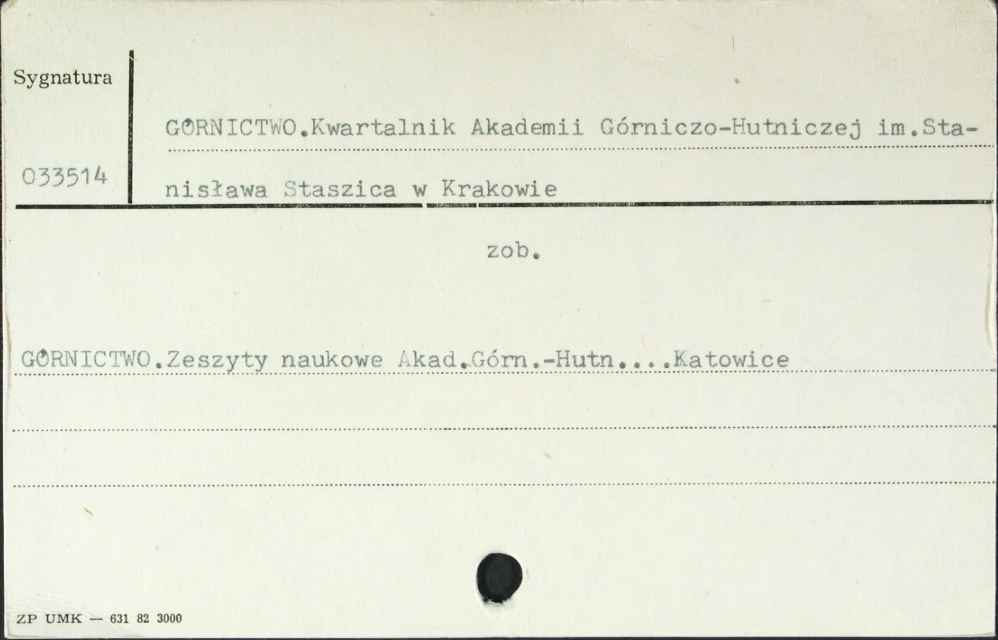 Sygnatura
GÓRNICTWO.Kwartalnik Akademii Górniczo-Hutniczej im.Sta-
033514
nisława Staszica w Krakowie
zob.
GÓRNICTWO.Zeszyty naukowe Akad.Górn.-Hutn....Katowice
ZP UMK — 631 82 3000